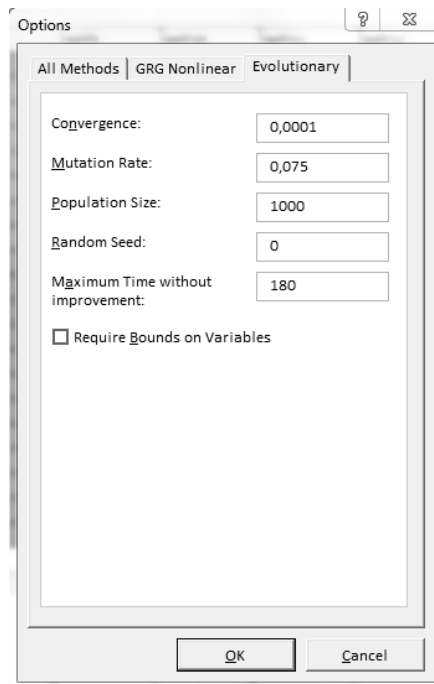 Options
All Methods GRG Nonlinear Evolutionary
Convergence: 0,0001
Mutation Rate: 0,075
Population Size: 1000
Random Seed: 0
Maximum Time without improvement: 180
Require Bounds on Variables
OK Cancel